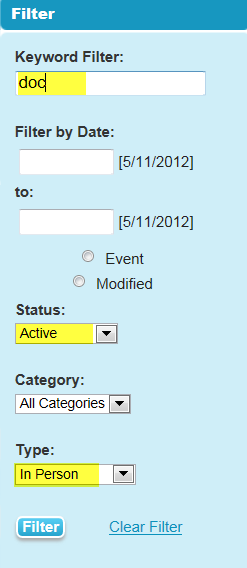 Filter
Keyword Filter:
doc
Filter by Date:
[5/11/2012]
to:
[5/11/2012]
Event
Modified
Status:
Active
Category:
All Categories
Type:
In Person
Filter Clear Filter